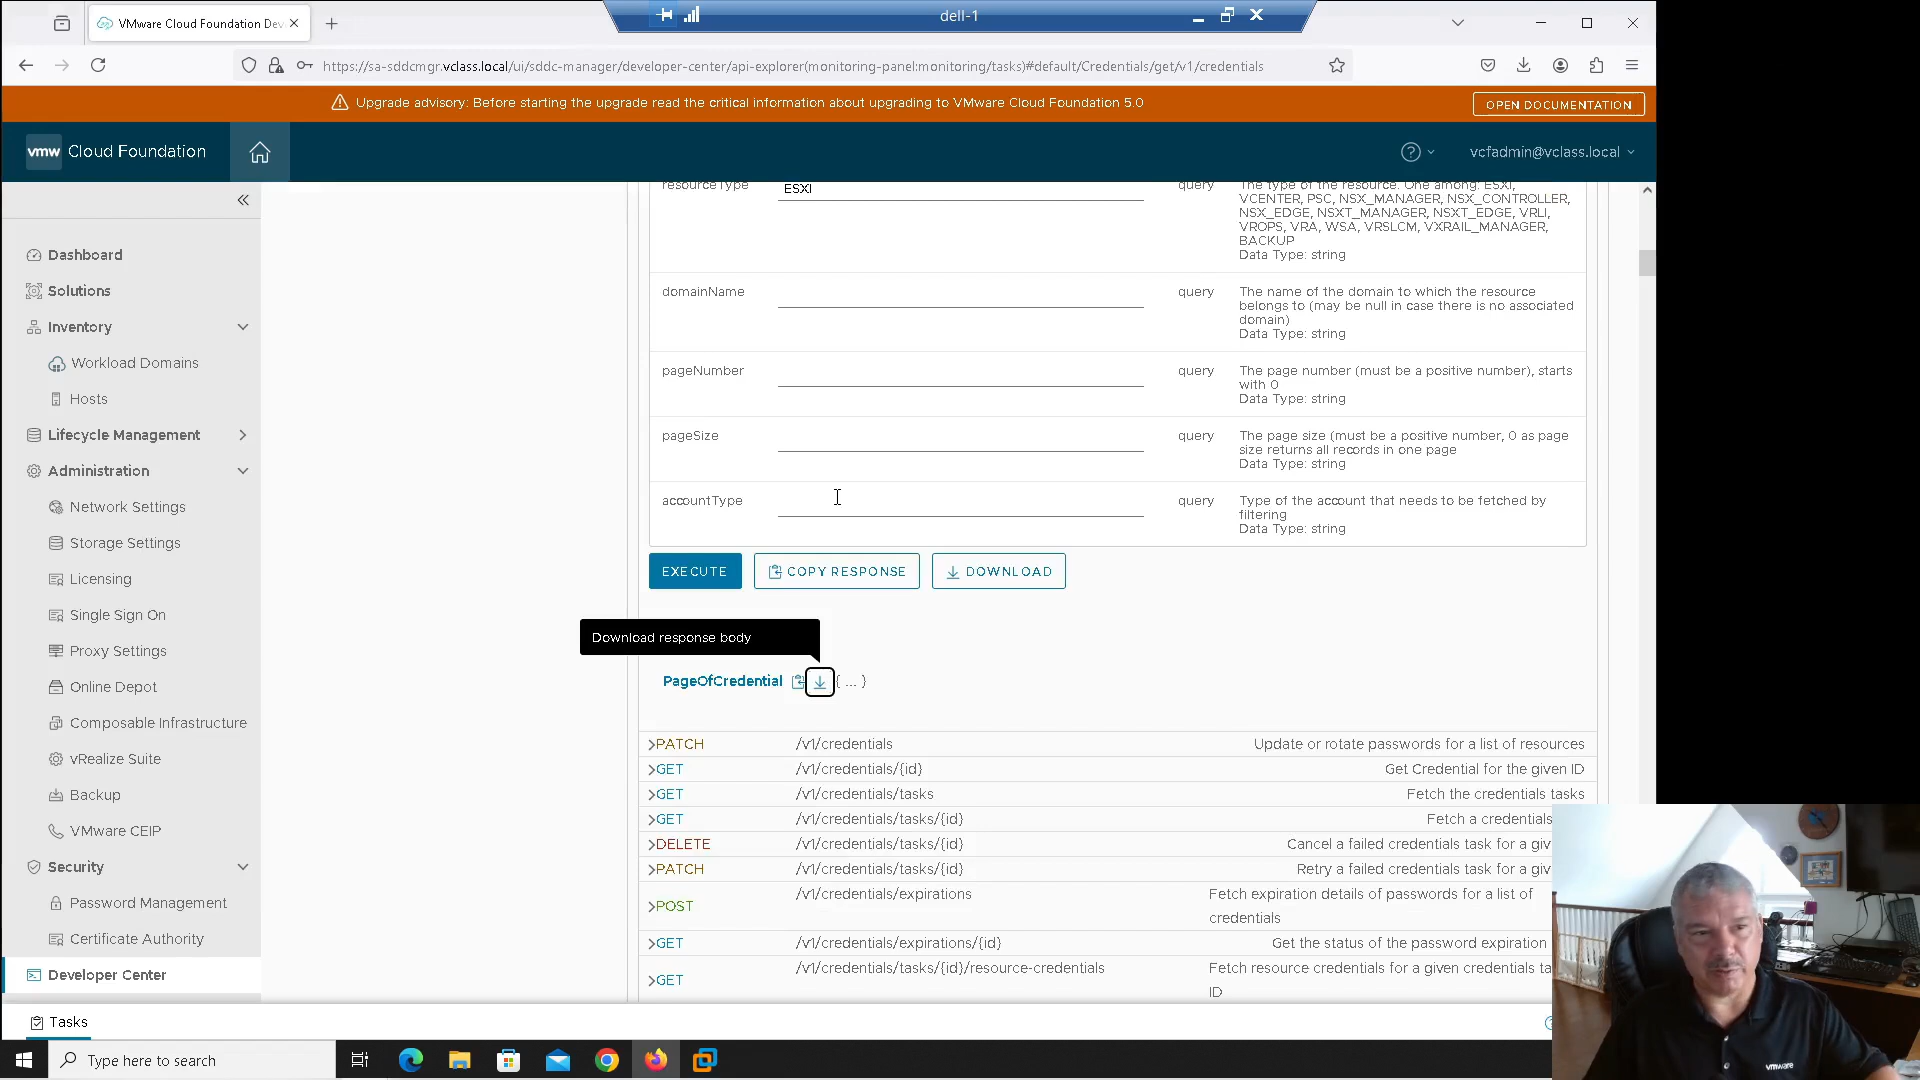 VMware Cloud Foundation Dev
dell-1
https://sa-sddcmgr.vclass.local/ui/sddc-manager/developer-center/api-explorer(monitoring-panel:monitoring/tasks)#default/Credentials/get/v1/credentials
Upgrade advisory: Before starting the upgrade read the critical information about upgrading to VMware Cloud Foundation 5.0
OPEN DOCUMENTATION
vmw Cloud Foundation
vcfadmin@vclass.local
Dashboard
Solutions
Inventory
Workload Domains
Hosts
Lifecycle Management
Administration
Network Settings
Storage Settings
Licensing
Single Sign On
Proxy Settings
Online Depot
Composable Infrastructure
vRealize Suite
Backup
VMware CEIP
Security
Password Management
Certificate Authority
Developer Center
resourceType ESXI query The type of the resource. One among: ESXI,
VCENTER, PSC, NSX_MANAGER, NSX_CONTROLLER,
NSX_EDGE, NSXT_MANAGER, NSXT_EDGE, VRLI,
VROPS, VRA, WSA, VRSLCM, VXRAIL_MANAGER,
BACKUP
Data Type: string
domainName query The name of the domain to which the resource
belongs to (may be null in case there is no associated
domain)
Data Type: string
pageNumber query The page number (must be a positive number), starts
with 0
Data Type: string
pageSize query The page size (must be a positive number, 0 as page
size returns all records in one page
Data Type: string
accountType query Type of the account that needs to be fetched by
filtering
Data Type: string
EXECUTE COPY RESPONSE DOWNLOAD
Download response body
PageOfCredential { ... }
PATCH /v1/credentials Update or rotate passwords for a list of resources
GET /v1/credentials/{id} Get Credential for the given ID
GET /v1/credentials/tasks Fetch the credentials tasks
GET /v1/credentials/tasks/{id} Fetch a credentials
DELETE /v1/credentials/tasks/{id} Cancel a failed credentials task for a giv
PATCH /v1/credentials/tasks/{id} Retry a failed credentials task for a giv
POST /v1/credentials/expirations Fetch expiration details of passwords for a list of
credentials
GET /v1/credentials/expirations/{id} Get the status of the password expiration
GET /v1/credentials/tasks/{id}/resource-credentials Fetch resource credentials for a given credentials ta
ID
Tasks
Type here to search
vmware